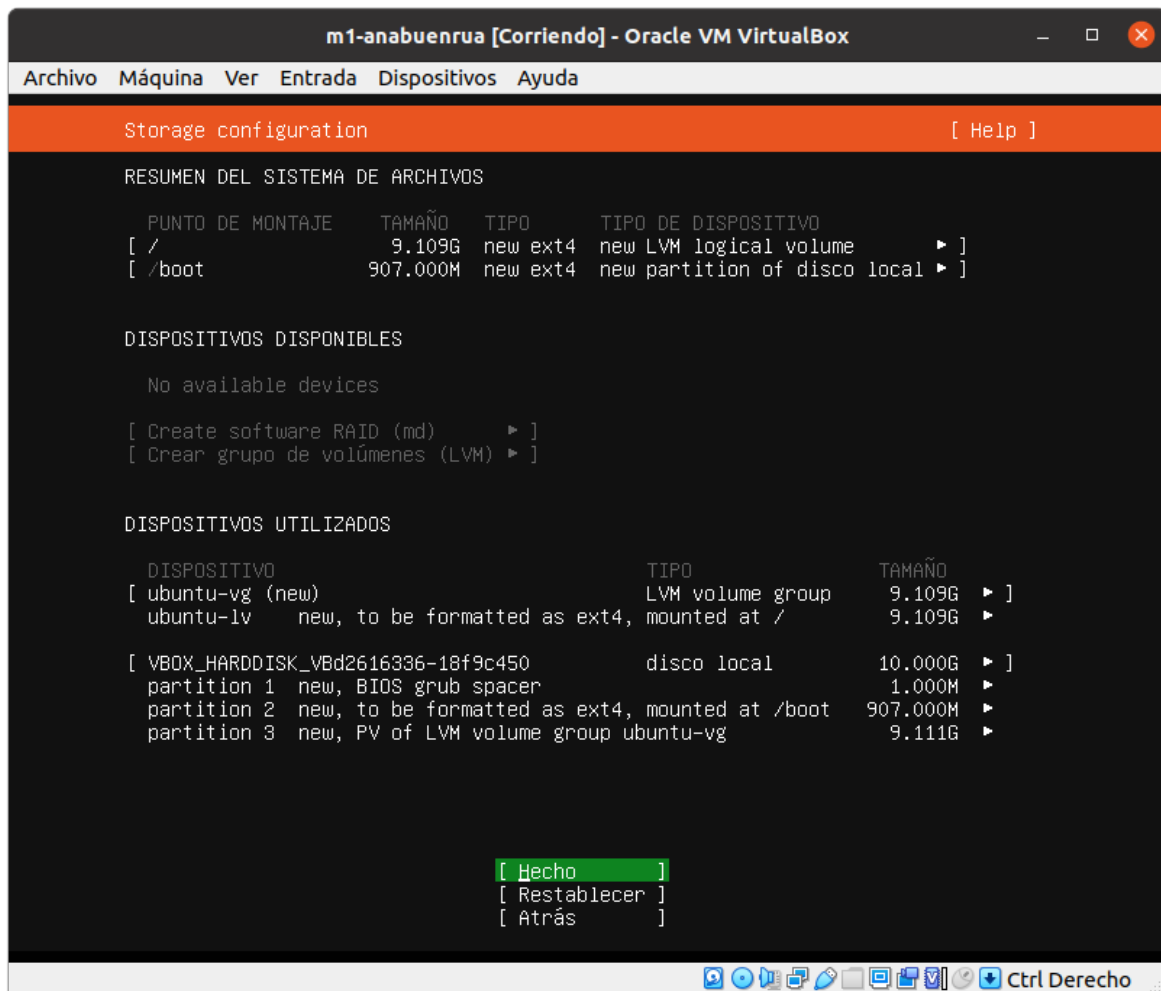 m1-anabuenrua [Corriendo] - Oracle VM VirtualBox
Archivo Máquina Ver Entrada Dispositivos Ayuda
Storage configuration [ Help ]
RESUMEN DEL SISTEMA DE ARCHIVOS
PUNTO DE MONTAJE TAMAÑO TIPO TIPO DE DISPOSITIVO
[ / 9.109G new ext4 new LVM logical volume ▸ ]
[ /boot 907.000M new ext4 new partition of disco local ▸ ]
DISPOSITIVOS DISPONIBLES
No available devices
[ Create software RAID (md) ▸ ]
[ Crear grupo de volúmenes (LVM) ▸ ]
DISPOSITIVOS UTILIZADOS
DISPOSITIVO TIPO TAMAÑO
[ ubuntu-vg (new) LVM volume group 9.109G ▸ ]
ubuntu-lv new, to be formatted as ext4, mounted at / 9.109G ▸
[ VBOX_HARDDISK_VBd2616336-18f9c450 disco local 10.000G ▸ ]
partition 1 new, BIOS grub spacer 1.000M ▸
partition 2 new, to be formatted as ext4, mounted at /boot 907.000M ▸
partition 3 new, PV of LVM volume group ubuntu-vg 9.111G ▸
[ Hecho ]
[ Restablecer ]
[ Atrás ]
Ctrl Derecho